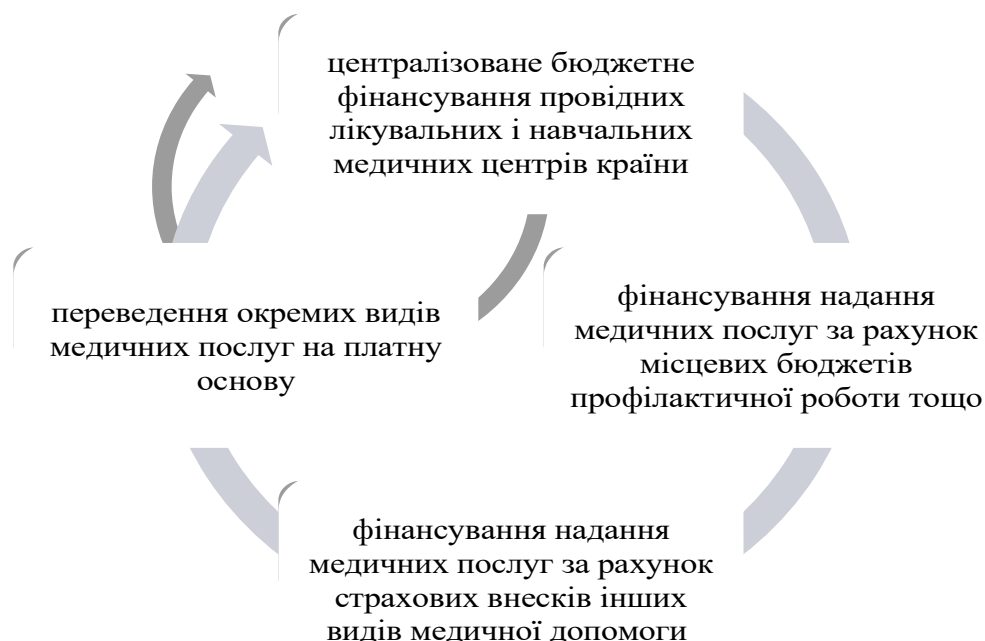 централізоване бюджетне
фінансування провідних
лікувальних і навчальних
медичних центрів країни
фінансування надання
медичних послуг за рахунок
місцевих бюджетів
профілактичної роботи тощо
фінансування надання
медичних послуг за рахунок
страхових внесків інших
видів медичної допомоги
переведення окремих видів
медичних послуг на платну
основу